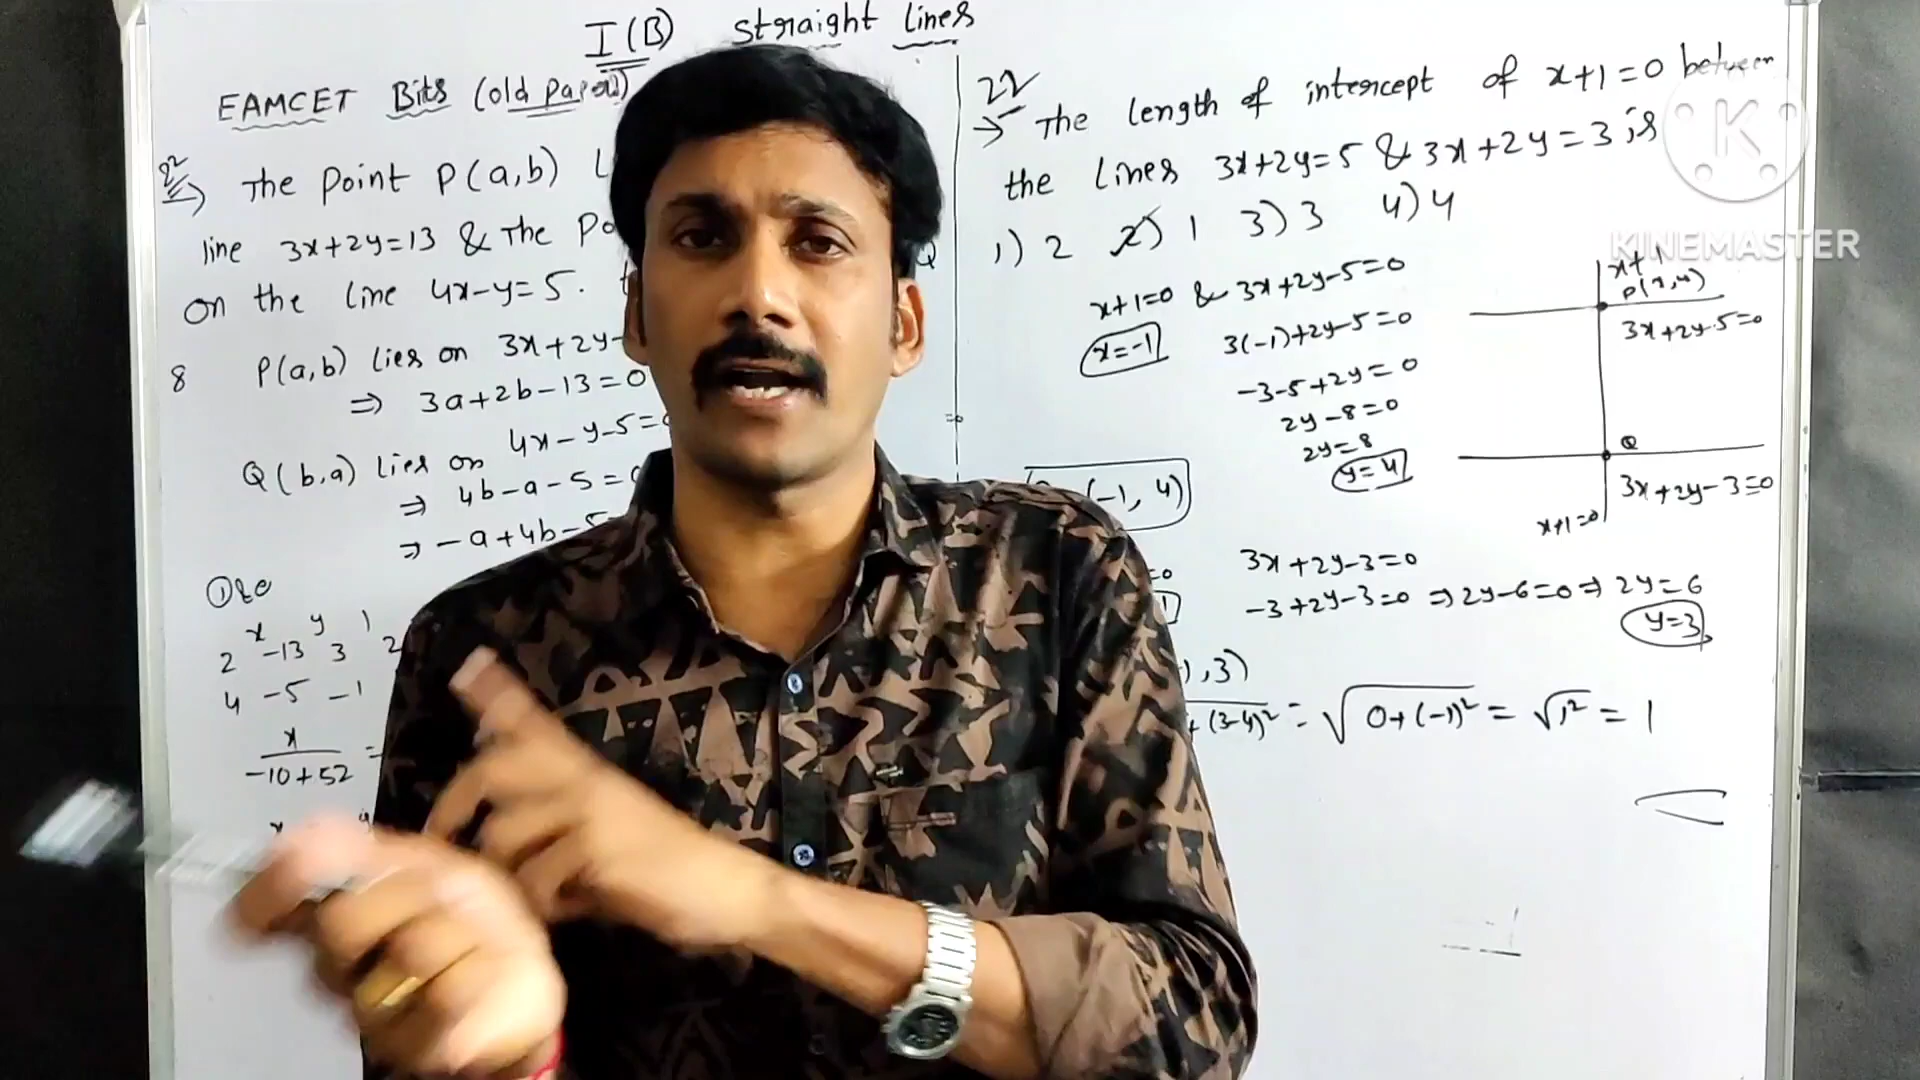 I(B) Straight Lines
EAMCET Bits (old Paper)
22
→ The Point P(a,b) L
line 3x+2y=13 & The Po
Q
on the line 4x-y=5.
8 P(a,b) lies on 3x+2y-
⇒ 3a+2b-13=0
4x-y-5=
Q(b,a) lies on
⇒ 4b-a-5=
⇒ -a+4b-5
x y 1
2 -13 3 2
4 -5 -1
x
-10+52 =
22
→ The length of intercept of x+1=0 between
the lines 3x+2y=5 & 3x+2y=3 is
1) 2 2) 1 3) 3 4) 4
x+1=0 & 3x+2y-5=0
x=-1 3(-1)+2y-5=0
-3-5+2y=0
2y-8=0
2y=8
y=4
(-1, 4)
3x+2y-3=0
-3+2y-3=0 ⇒ 2y-6=0 ⇒ 2y=6
y=3
,3)
+(3-4)² = √0+(-1)² = √1² = 1
3x+2y-5=0
Q
3x+2y-3=0
x+1=0
K
KINEMASTER